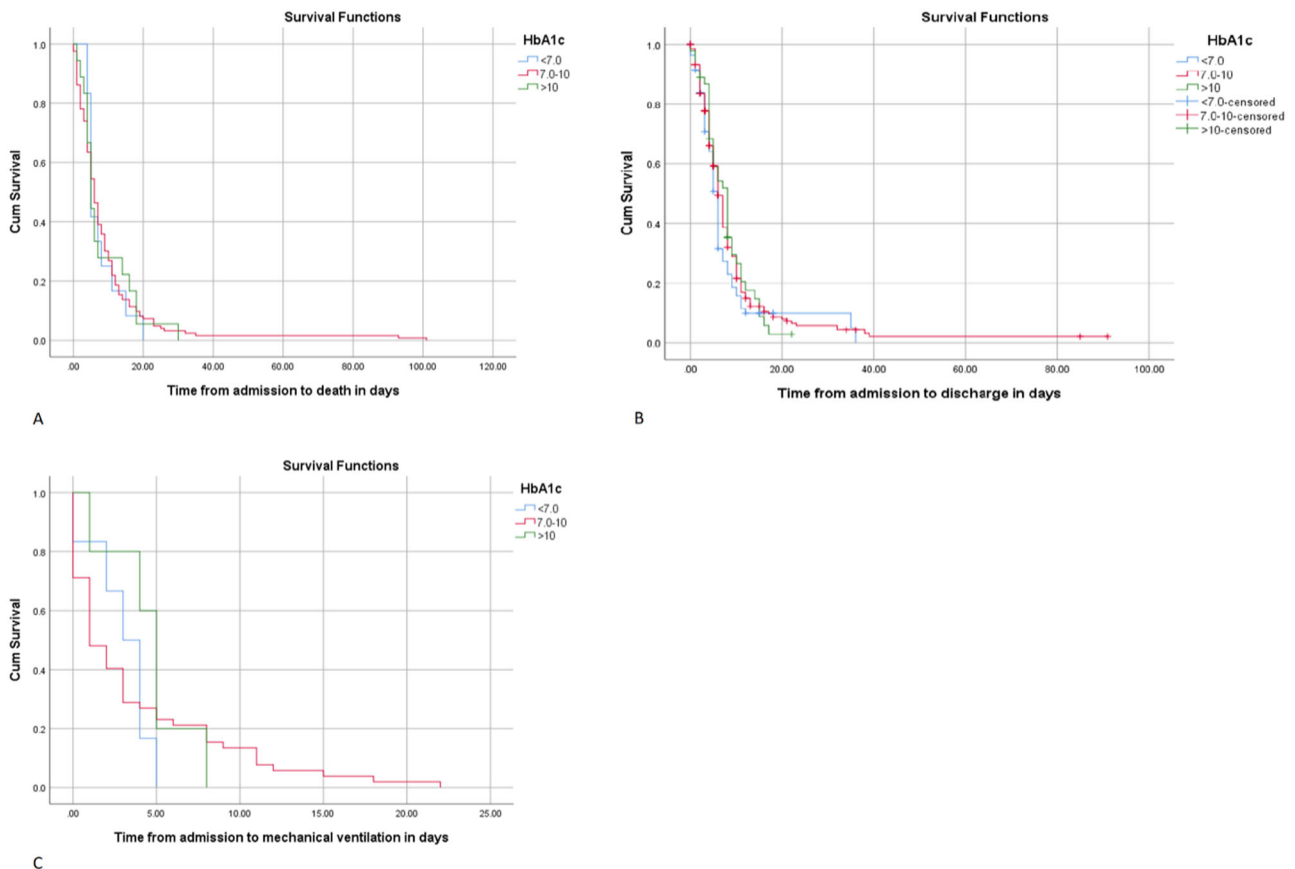 Survival Functions
HbA1c
<7.0
7.0-10
>10
1.0
0.8
0.6
0.4
0.2
0.0
Cum Survival
.00 20.00 40.00 60.00 80.00 100.00 120.00
Time from admission to death in days
A
Survival Functions
HbA1c
<7.0
7.0-10
>10
<7.0-censored
7.0-10-censored
>10-censored
1.0
0.8
0.6
0.4
0.2
0.0
Cum Survival
.00 20.00 40.00 60.00 80.00 100.00
Time from admission to discharge in days
B
Survival Functions
HbA1c
<7.0
7.0-10
>10
1.0
0.8
0.6
0.4
0.2
0.0
Cum Survival
.00 5.00 10.00 15.00 20.00 25.00
Time from admission to mechanical ventilation in days
C